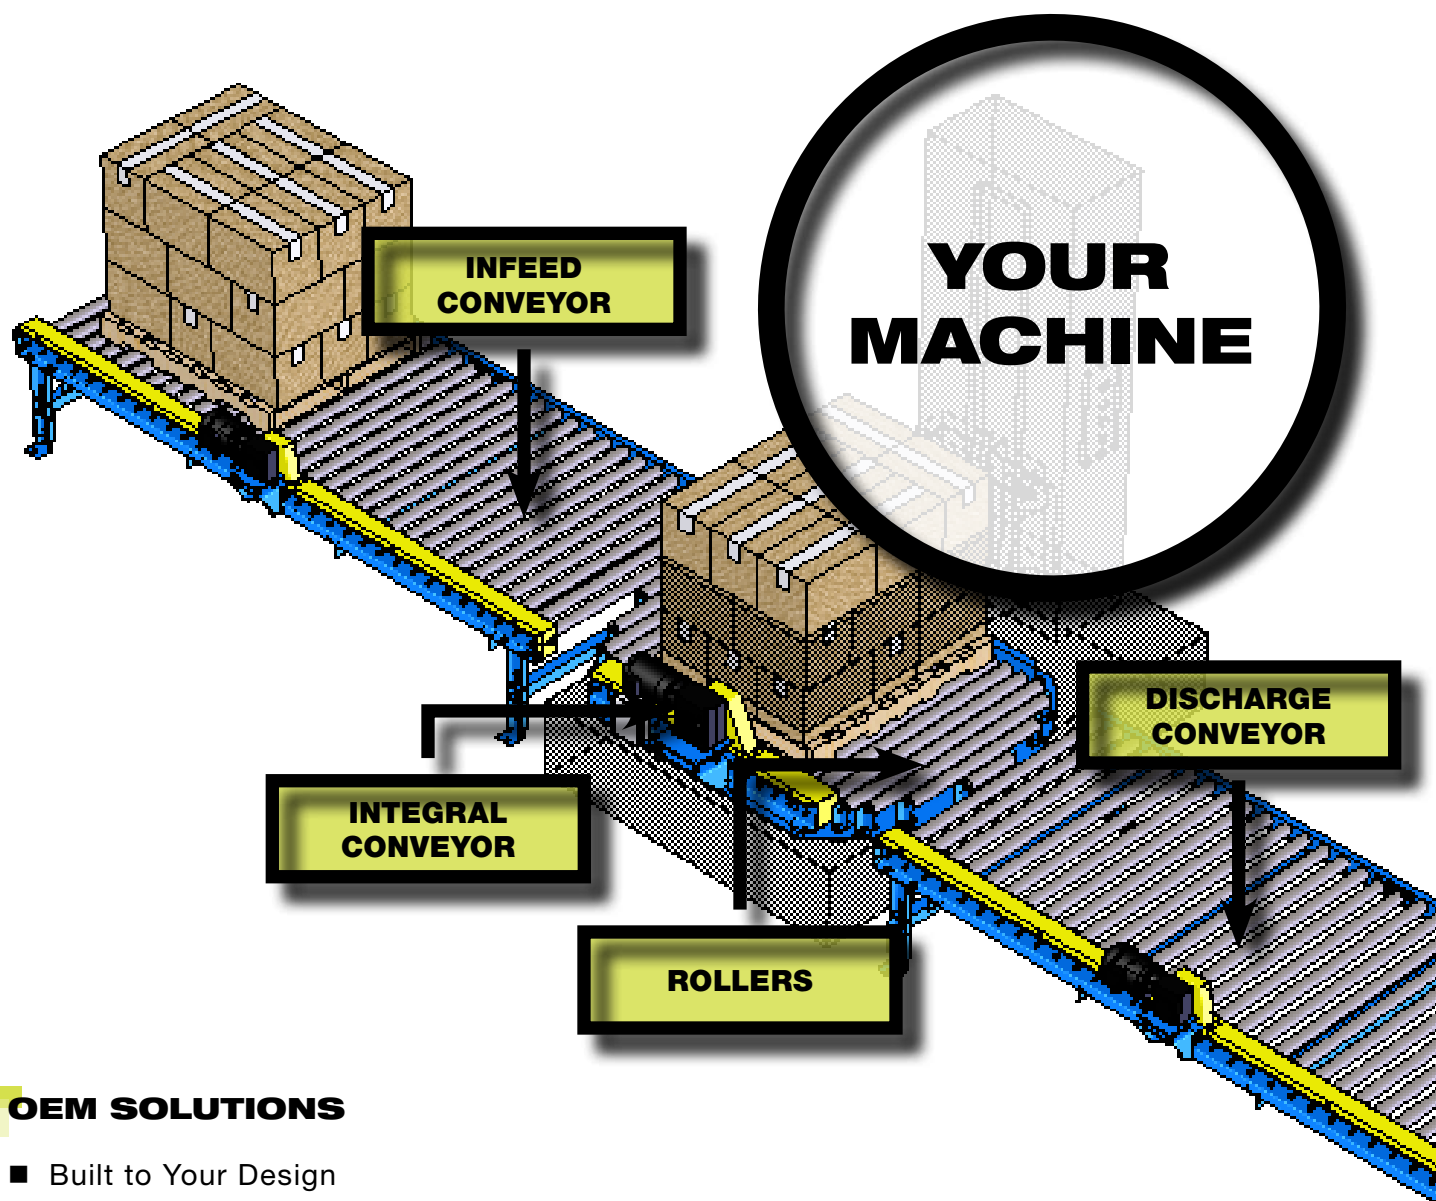 YOUR
MACHINE
INFEED
CONVEYOR
DISCHARGE
CONVEYOR
INTEGRAL
CONVEYOR
ROLLERS
OEM SOLUTIONS
■ Built to Your Design